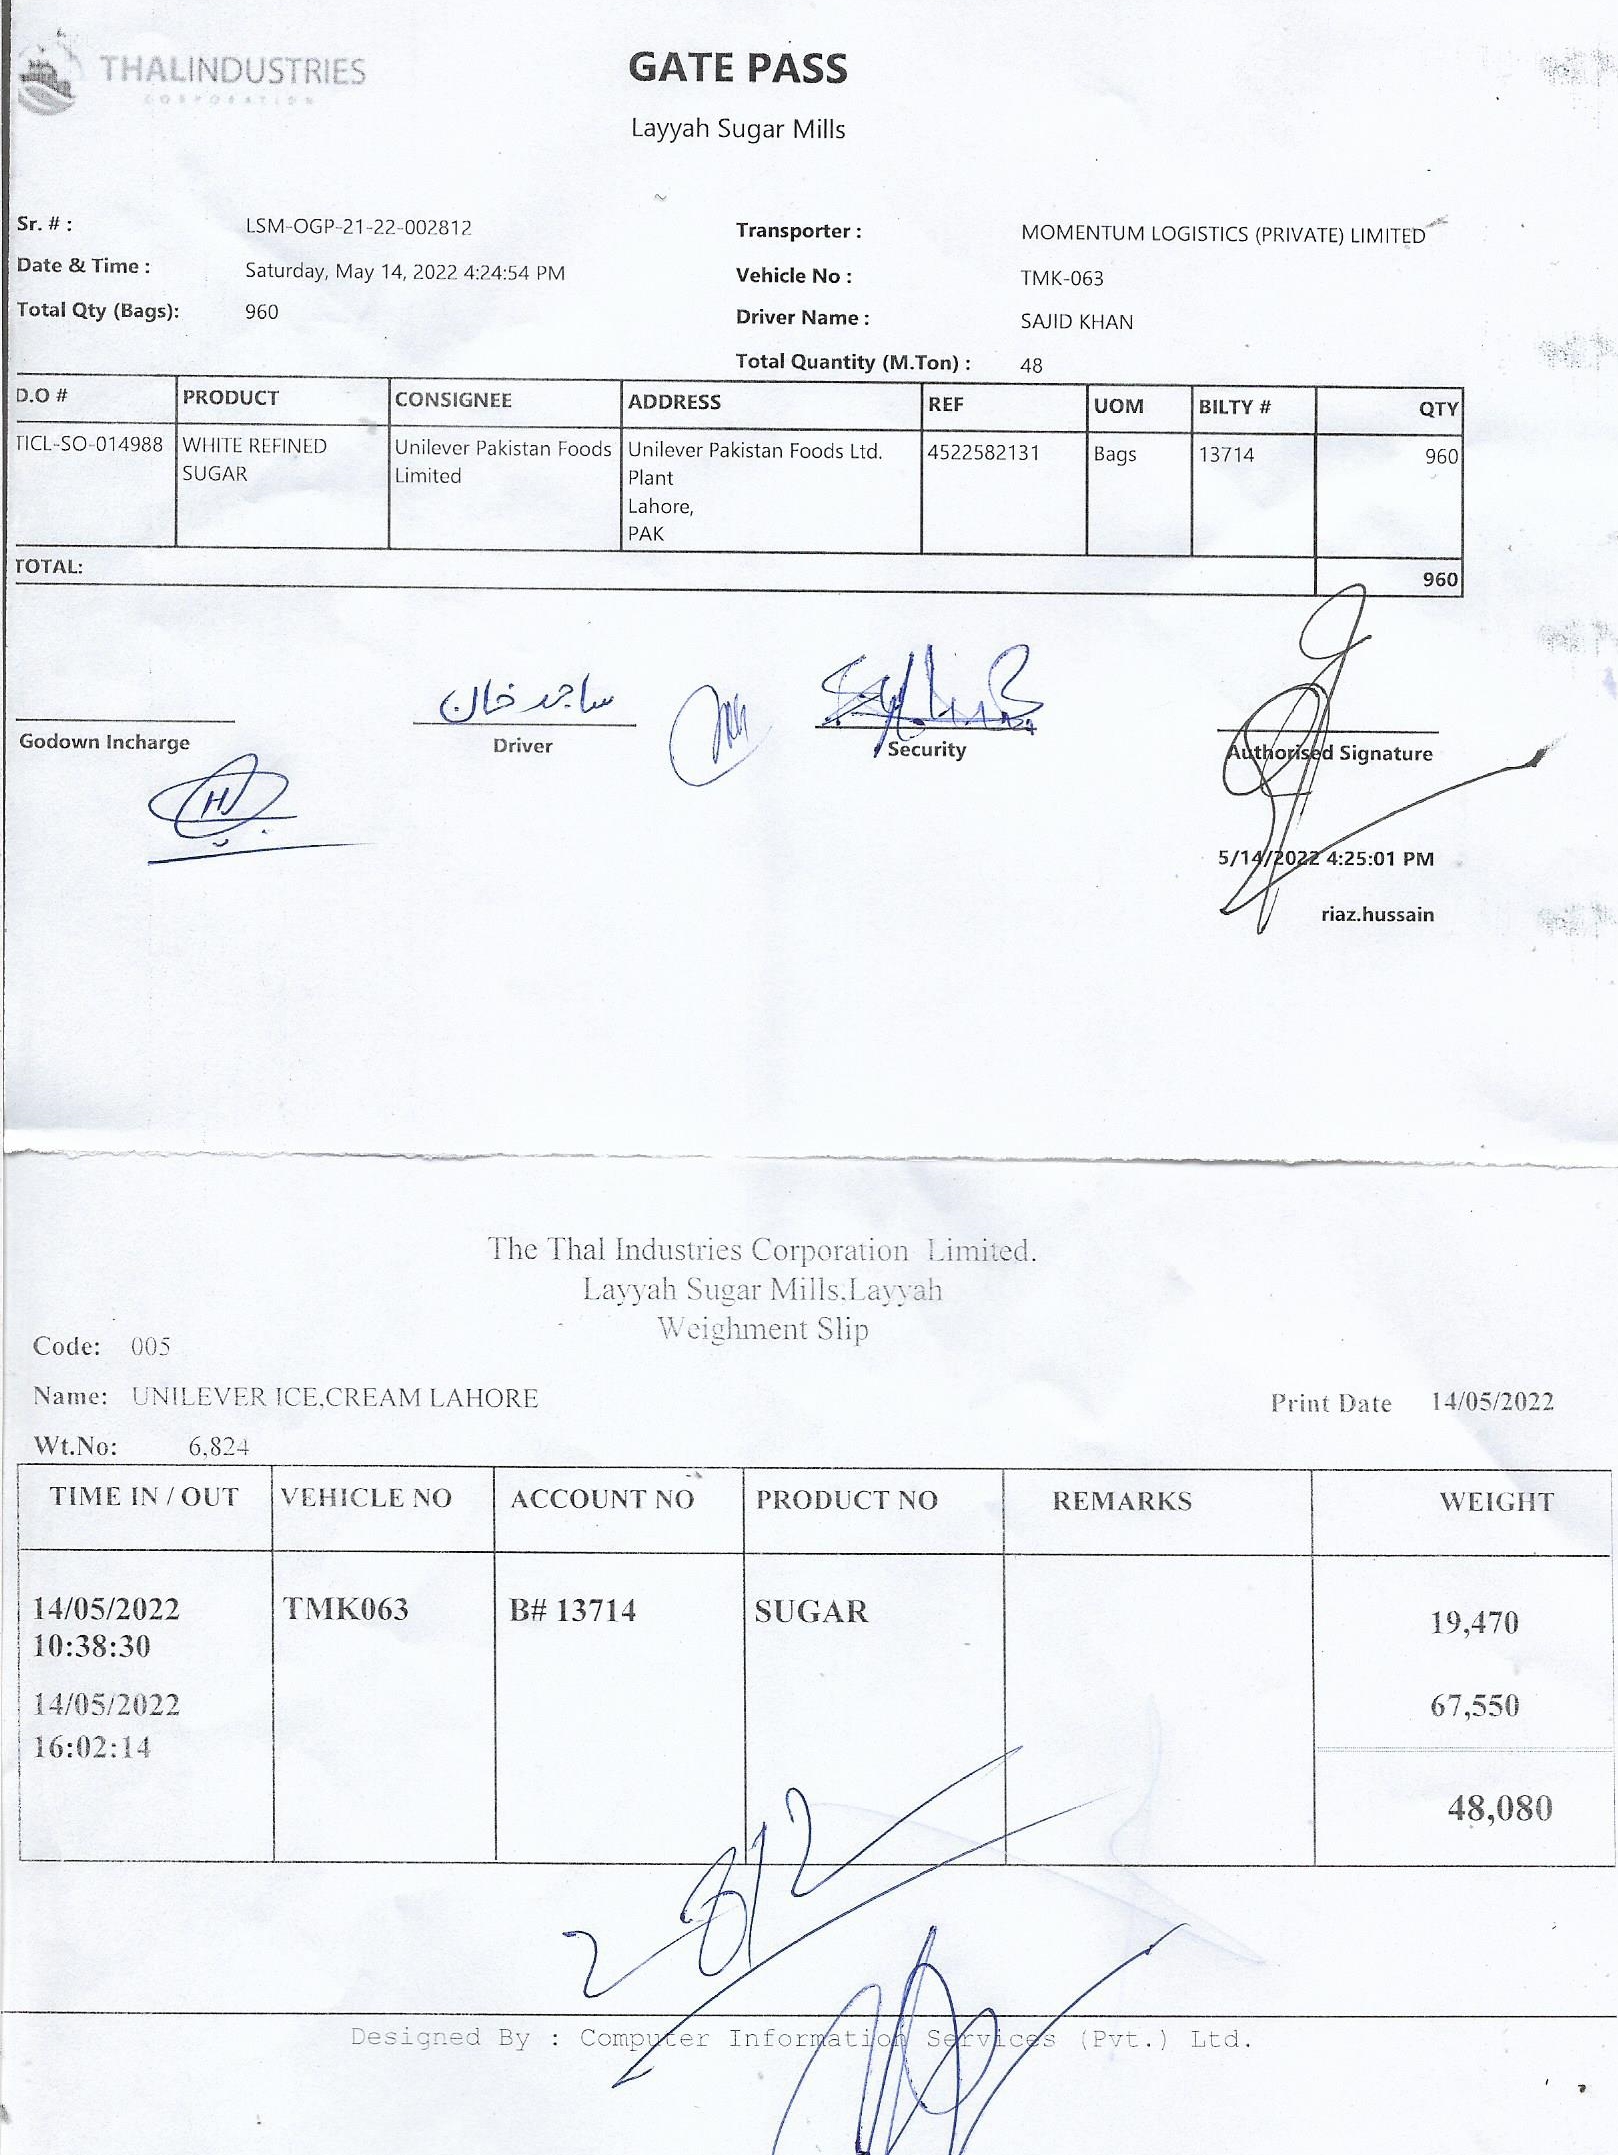 THALINDUSTRIES
CORPORATION
GATE PASS
Layyah Sugar Mills
Sr. # : LSM-OGP-21-22-002812
Transporter : MOMENTUM LOGISTICS (PRIVATE) LIMITED
Date & Time : Saturday, May 14, 2022 4:24:54 PM
Vehicle No : TMK-063
Total Qty (Bags): 960
Driver Name : SAJID KHAN
Total Quantity (M.Ton) : 48
D.O # PRODUCT CONSIGNEE ADDRESS REF UOM BILTY # QTY
TICL-SO-014988 WHITE REFINED Unilever Pakistan Foods Unilever Pakistan Foods Ltd. 4522582131 Bags 13714 960
SUGAR Limited Plant
Lahore,
PAK
TOTAL: 960
ساجد خان
Godown Incharge Driver Security Authorised Signature
5/14/2022 4:25:01 PM
riaz.hussain
The Thal Industries Corporation Limited.
Layyah Sugar Mills.Layyah
Weighment Slip
Code: 005
Name: UNILEVER ICE,CREAM LAHORE Print Date 14/05/2022
Wt.No: 6,824
TIME IN / OUT VEHICLE NO ACCOUNT NO PRODUCT NO REMARKS WEIGHT
14/05/2022 TMK063 B# 13714 SUGAR 19,470
10:38:30
14/05/2022 67,550
16:02:14
48,080
2812
Designed By : Computer Information Services (Pvt.) Ltd.